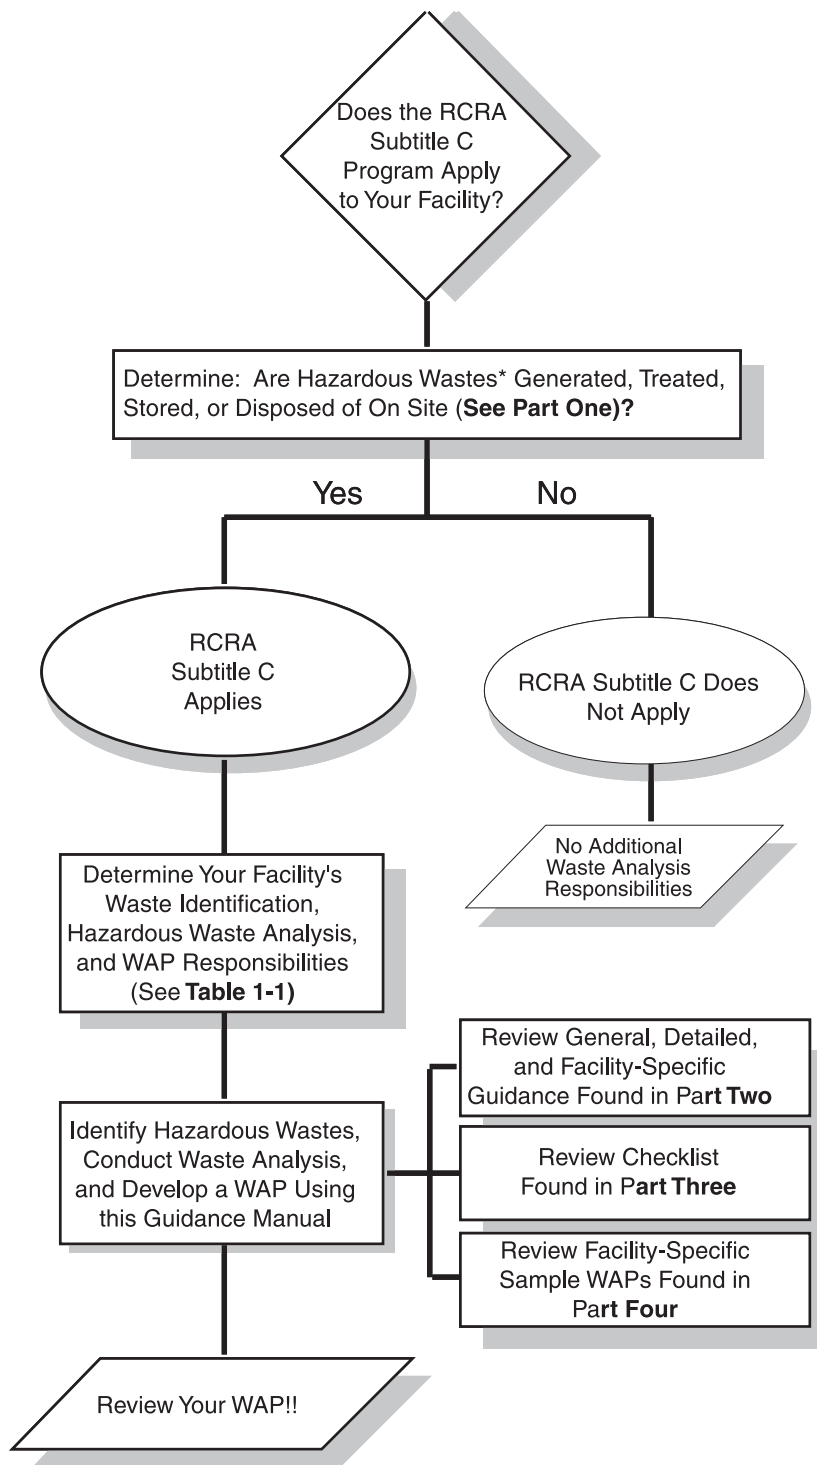 Does the RCRA
Subtitle C
Program Apply
to Your Facility?
Determine: Are Hazardous Wastes* Generated, Treated,
Stored, or Disposed of On Site (See Part One)?
Yes
No
RCRA
Subtitle C
Applies
RCRA Subtitle C Does
Not Apply
No Additional
Waste Analysis
Responsibilities
Determine Your Facility's
Waste Identification,
Hazardous Waste Analysis,
and WAP Responsibilities
(See Table 1-1)
Identify Hazardous Wastes,
Conduct Waste Analysis,
and Develop a WAP Using
this Guidance Manual
Review General, Detailed,
and Facility-Specific
Guidance Found in Part Two
Review Checklist
Found in Part Three
Review Facility-Specific
Sample WAPs Found in
Part Four
Review Your WAP!!